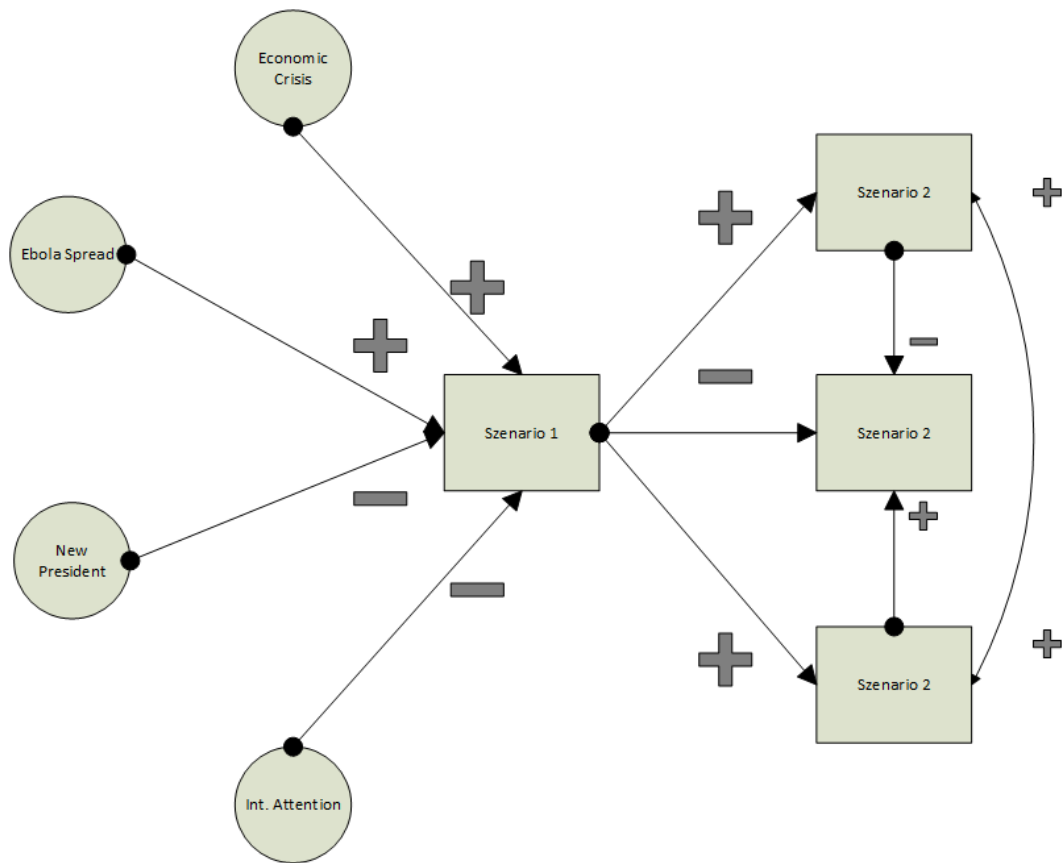 Economic
Crisis
Szenario 2
Ebola Spread
Szenario 1
Szenario 2
New
President
Szenario 2
Int. Attention